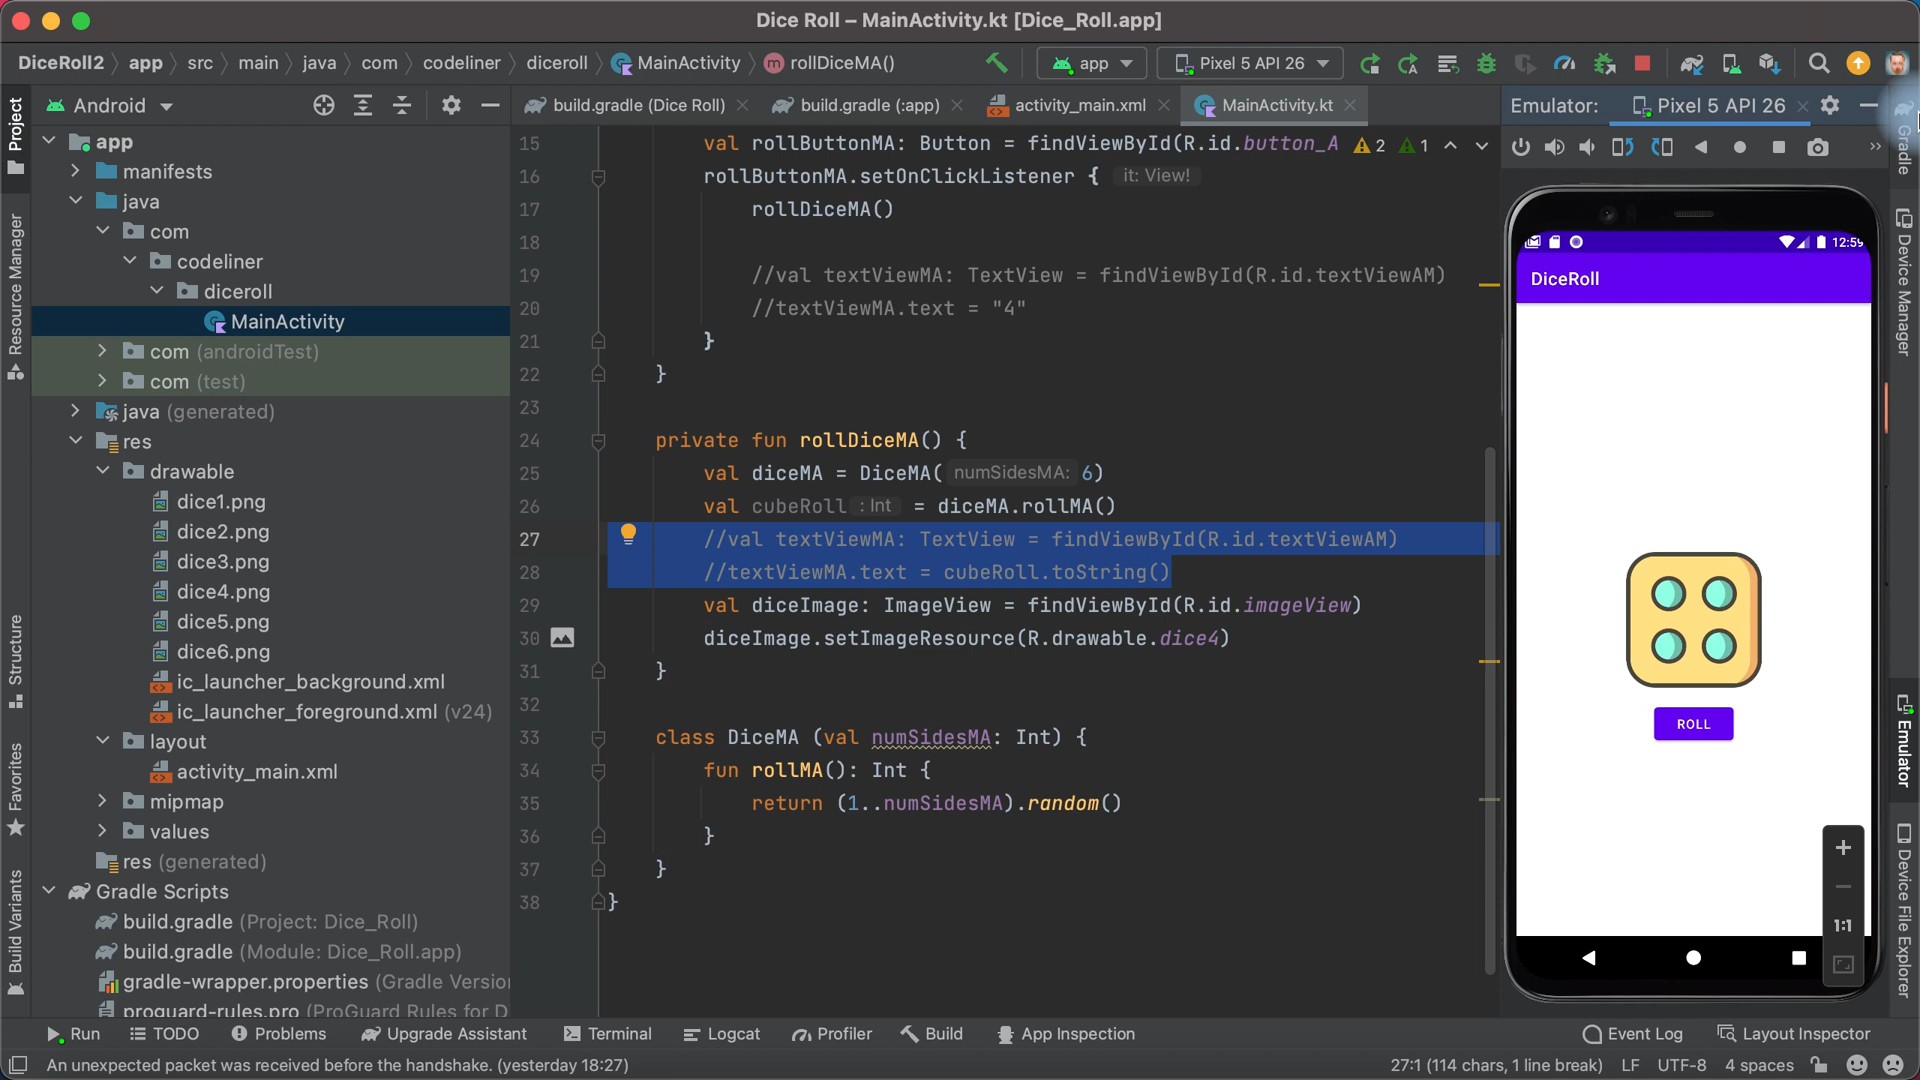 Dice Roll – MainActivity.kt [Dice_Roll.app]
DiceRoll2 app src main java com codeliner diceroll MainActivity rollDiceMA() app Pixel 5 API 26
Android
build.gradle (Dice Roll) build.gradle (:app) activity_main.xml MainActivity.kt
Emulator: Pixel 5 API 26
Project
Resource Manager
Structure
Favorites
Build Variants
app
manifests
java
com
codeliner
diceroll
MainActivity
com (androidTest)
com (test)
java (generated)
res
drawable
dice1.png
dice2.png
dice3.png
dice4.png
dice5.png
dice6.png
ic_launcher_background.xml
ic_launcher_foreground.xml (v24)
layout
activity_main.xml
mipmap
values
res (generated)
Gradle Scripts
build.gradle (Project: Dice_Roll)
build.gradle (Module: Dice_Roll.app)
gradle-wrapper.properties (Gradle Version
proguard-rules.pro (ProGuard Rules for D
15 val rollButtonMA: Button = findViewById(R.id.button_A 2 1
16 rollButtonMA.setOnClickListener { it: View!
17 rollDiceMA()
18
19 //val textViewMA: TextView = findViewById(R.id.textViewAM)
20 //textViewMA.text = "4"
21 }
22 }
23
24 private fun rollDiceMA() {
25 val diceMA = DiceMA( numSidesMA: 6)
26 val cubeRoll : Int = diceMA.rollMA()
27 //val textViewMA: TextView = findViewById(R.id.textViewAM)
28 //textViewMA.text = cubeRoll.toString()
29 val diceImage: ImageView = findViewById(R.id.imageView)
30 diceImage.setImageResource(R.drawable.dice4)
31 }
32
33 class DiceMA (val numSidesMA: Int) {
34 fun rollMA(): Int {
35 return (1..numSidesMA).random()
36 }
37 }
38 }
12:59
DiceRoll
ROLL
1:1
Gradle
Device Manager
Emulator
Device File Explorer
Run TODO Problems Upgrade Assistant Terminal Logcat Profiler Build App Inspection Event Log Layout Inspector
An unexpected packet was received before the handshake. (yesterday 18:27) 27:1 (114 chars, 1 line break) LF UTF-8 4 spaces